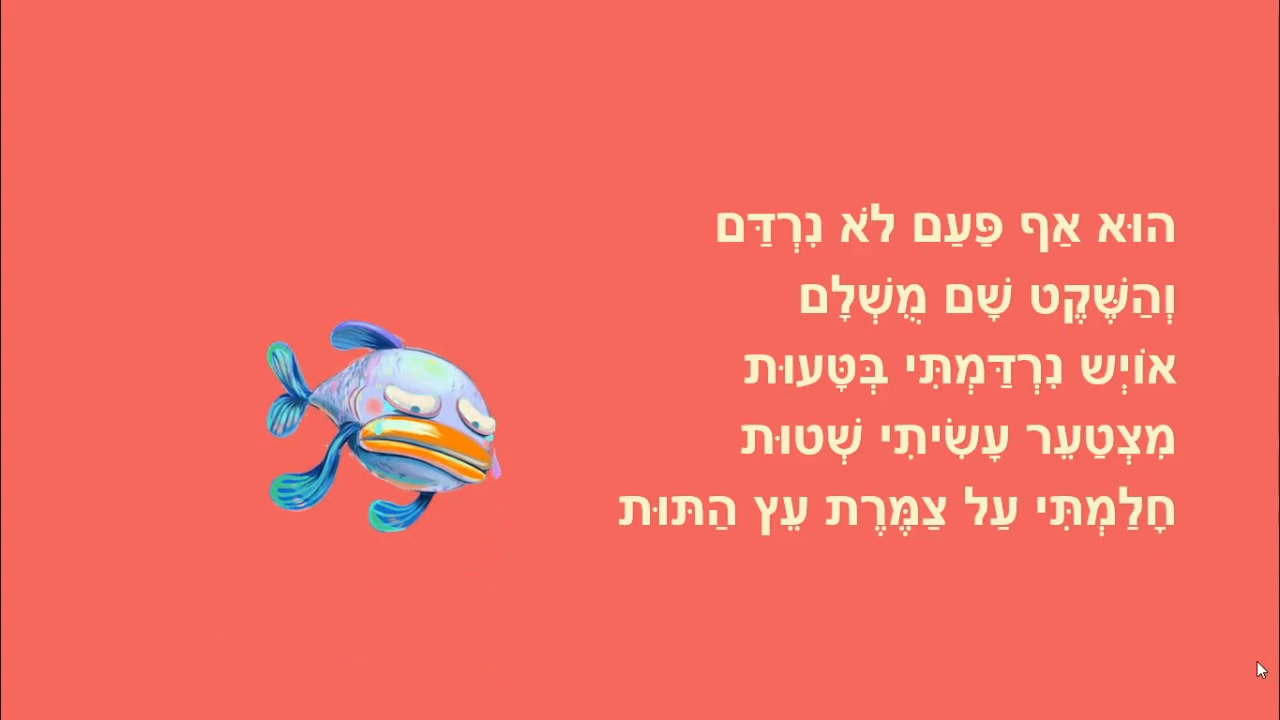 הוּא אַף פַּעַם לֹא נִרְדַּם
וְהַשֶּׁקֶט שָׁם מֻשְׁלָם
אוֹיְש נִרְדַּמְתִּי בְּטָעוּת
מִצְטַעֵר עָשִׂיתִי שְׁטוּת
חָלַמְתִּי עַל צַמֶּרֶת עֵץ הַתּוּת